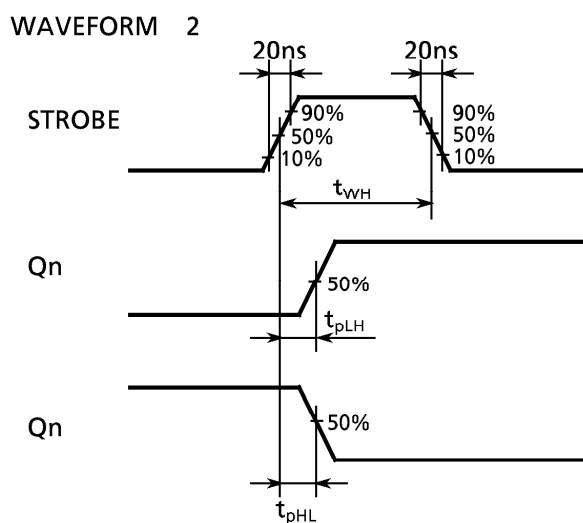 WAVEFORM 2
20ns 20ns
STROBE
90% 90%
50% 50%
10% 10%
tWH
Qn
50%
tpLH
Qn
50%
tpHL